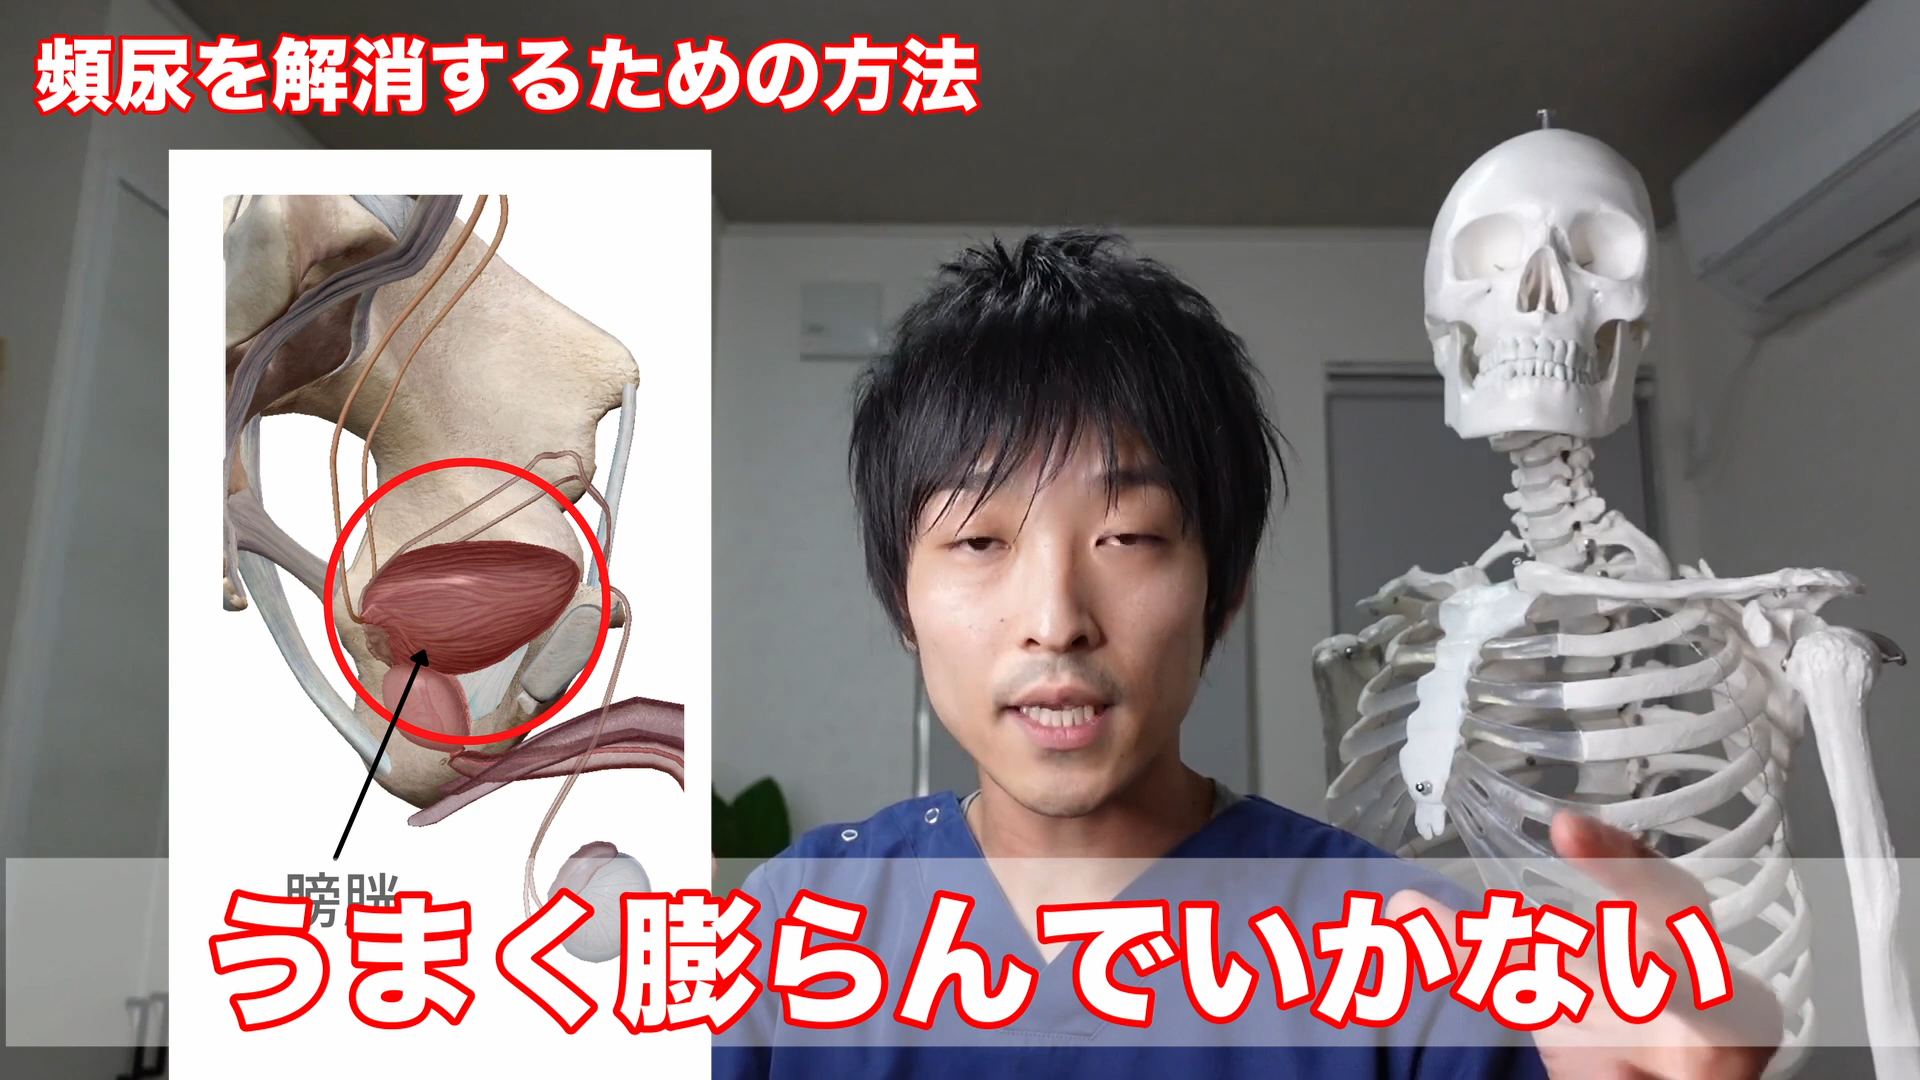 頻尿を解消するための方法
膀胱
うまく膨らんでいかない